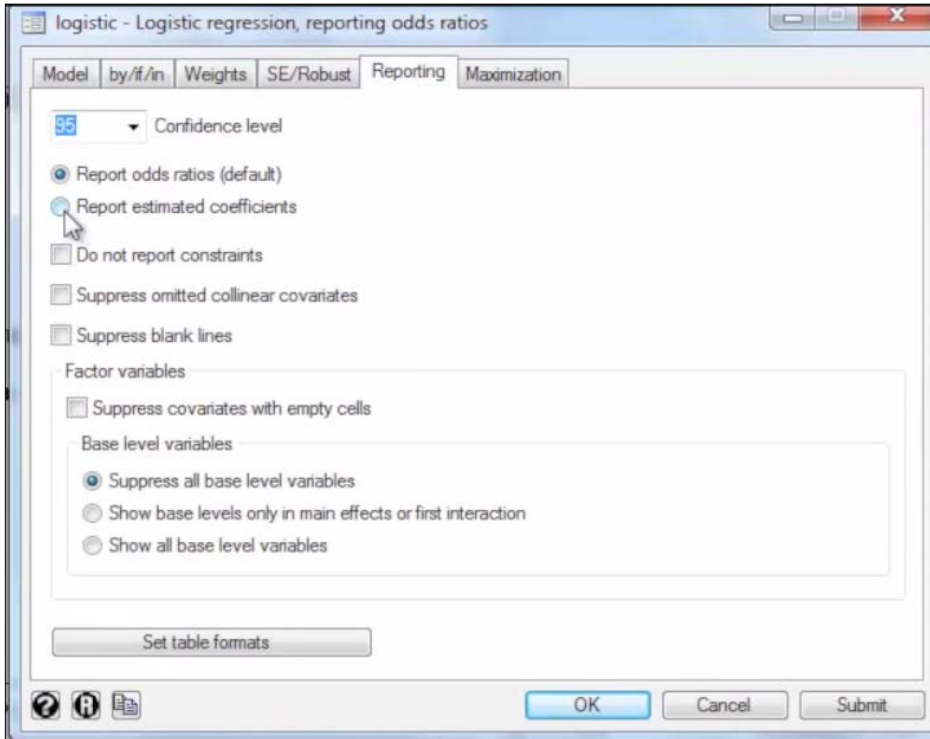 logistic - Logistic regression, reporting odds ratios
Model by/if/in Weights SE/Robust Reporting Maximization
95 Confidence level
Report odds ratios (default)
Report estimated coefficients
Do not report constraints
Suppress omitted collinear covariates
Suppress blank lines
Factor variables
Suppress covariates with empty cells
Base level variables
Suppress all base level variables
Show base levels only in main effects or first interaction
Show all base level variables
Set table formats
? R OK Cancel Submit